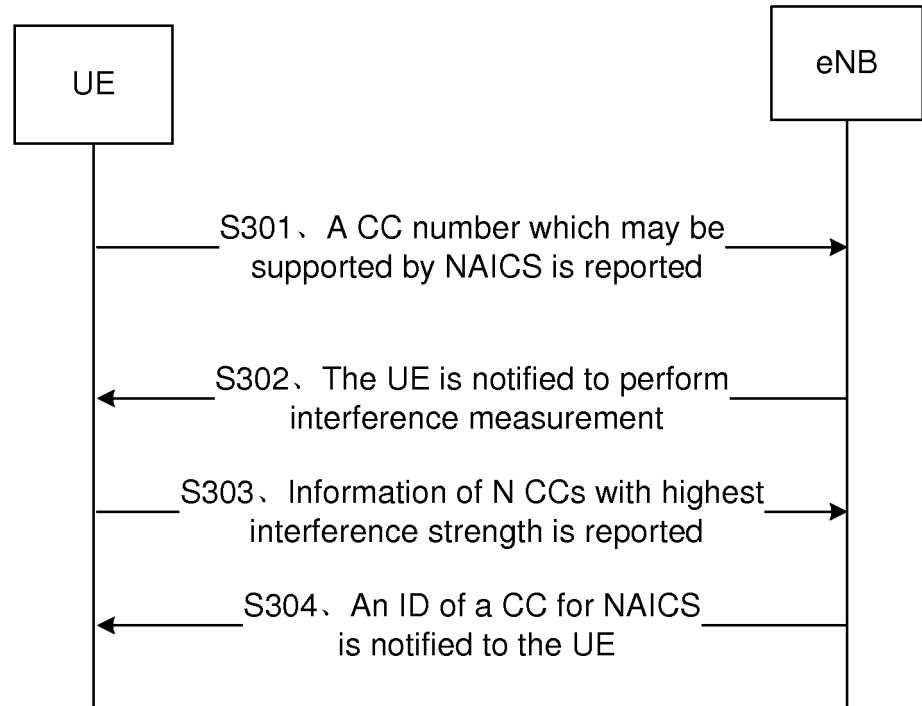 UE
eNB
S301、A CC number which may be
supported by NAICS is reported
S302、The UE is notified to perform
interference measurement
S303、Information of N CCs with highest
interference strength is reported
S304、An ID of a CC for NAICS
is notified to the UE